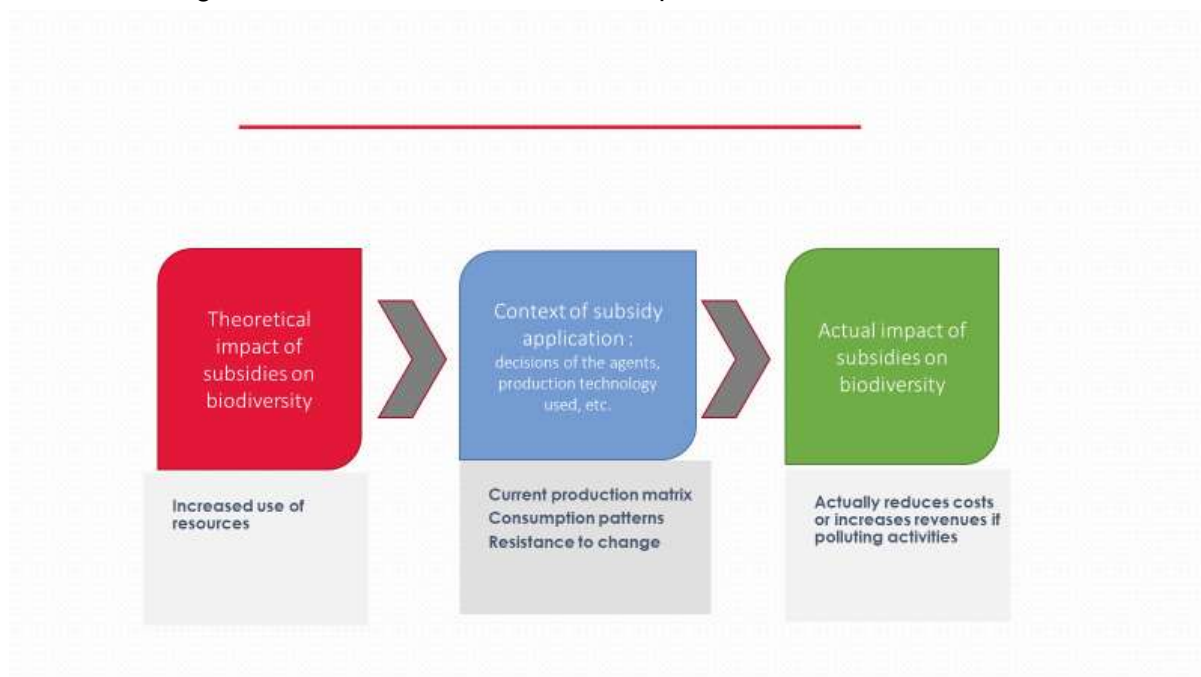 Theoretical
impact of
subsidies on
biodiversity
Increased use of
resources
Context of subsidy
application :
decisions of the agents,
production technology
used, etc.
Current production matrix
Consumption patterns
Resistance to change
Actual impact of
subsidies on
biodiversity
Actually reduces costs
or increases revenues if
polluting activities